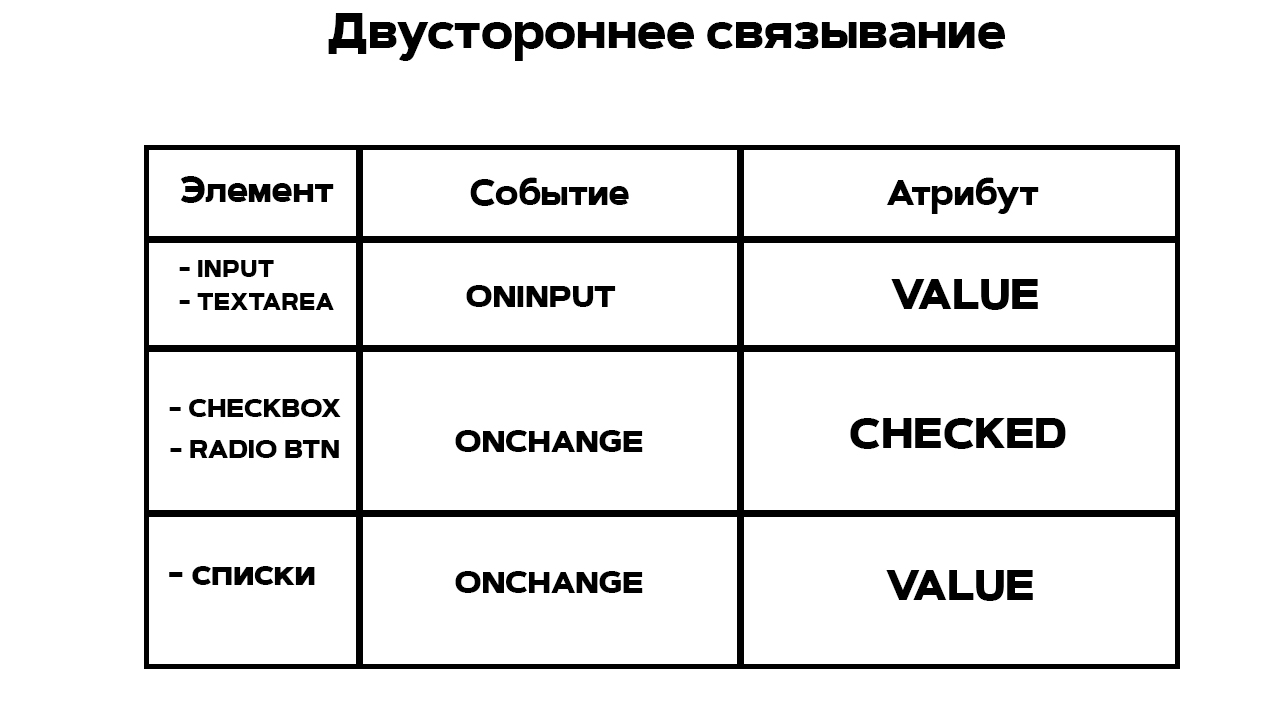 Двустороннее связывание
Элемент
Событие
Атрибут
- INPUT
- TEXTAREA
ONINPUT
VALUE
- CHECKBOX
- RADIO BTN
ONCHANGE
CHECKED
- СПИСКИ
ONCHANGE
VALUE